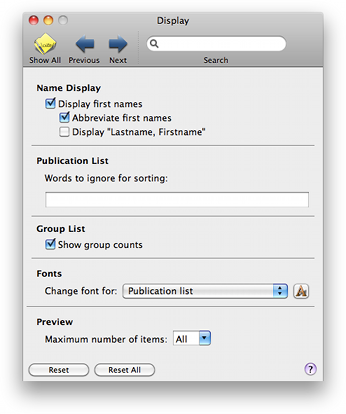 Display
Show All Previous Next Search
Name Display
Display first names
Abbreviate first names
Display "Lastname, Firstname"
Publication List
Words to ignore for sorting:
Group List
Show group counts
Fonts
Change font for: Publication list
Preview
Maximum number of items: All
Reset Reset All ?